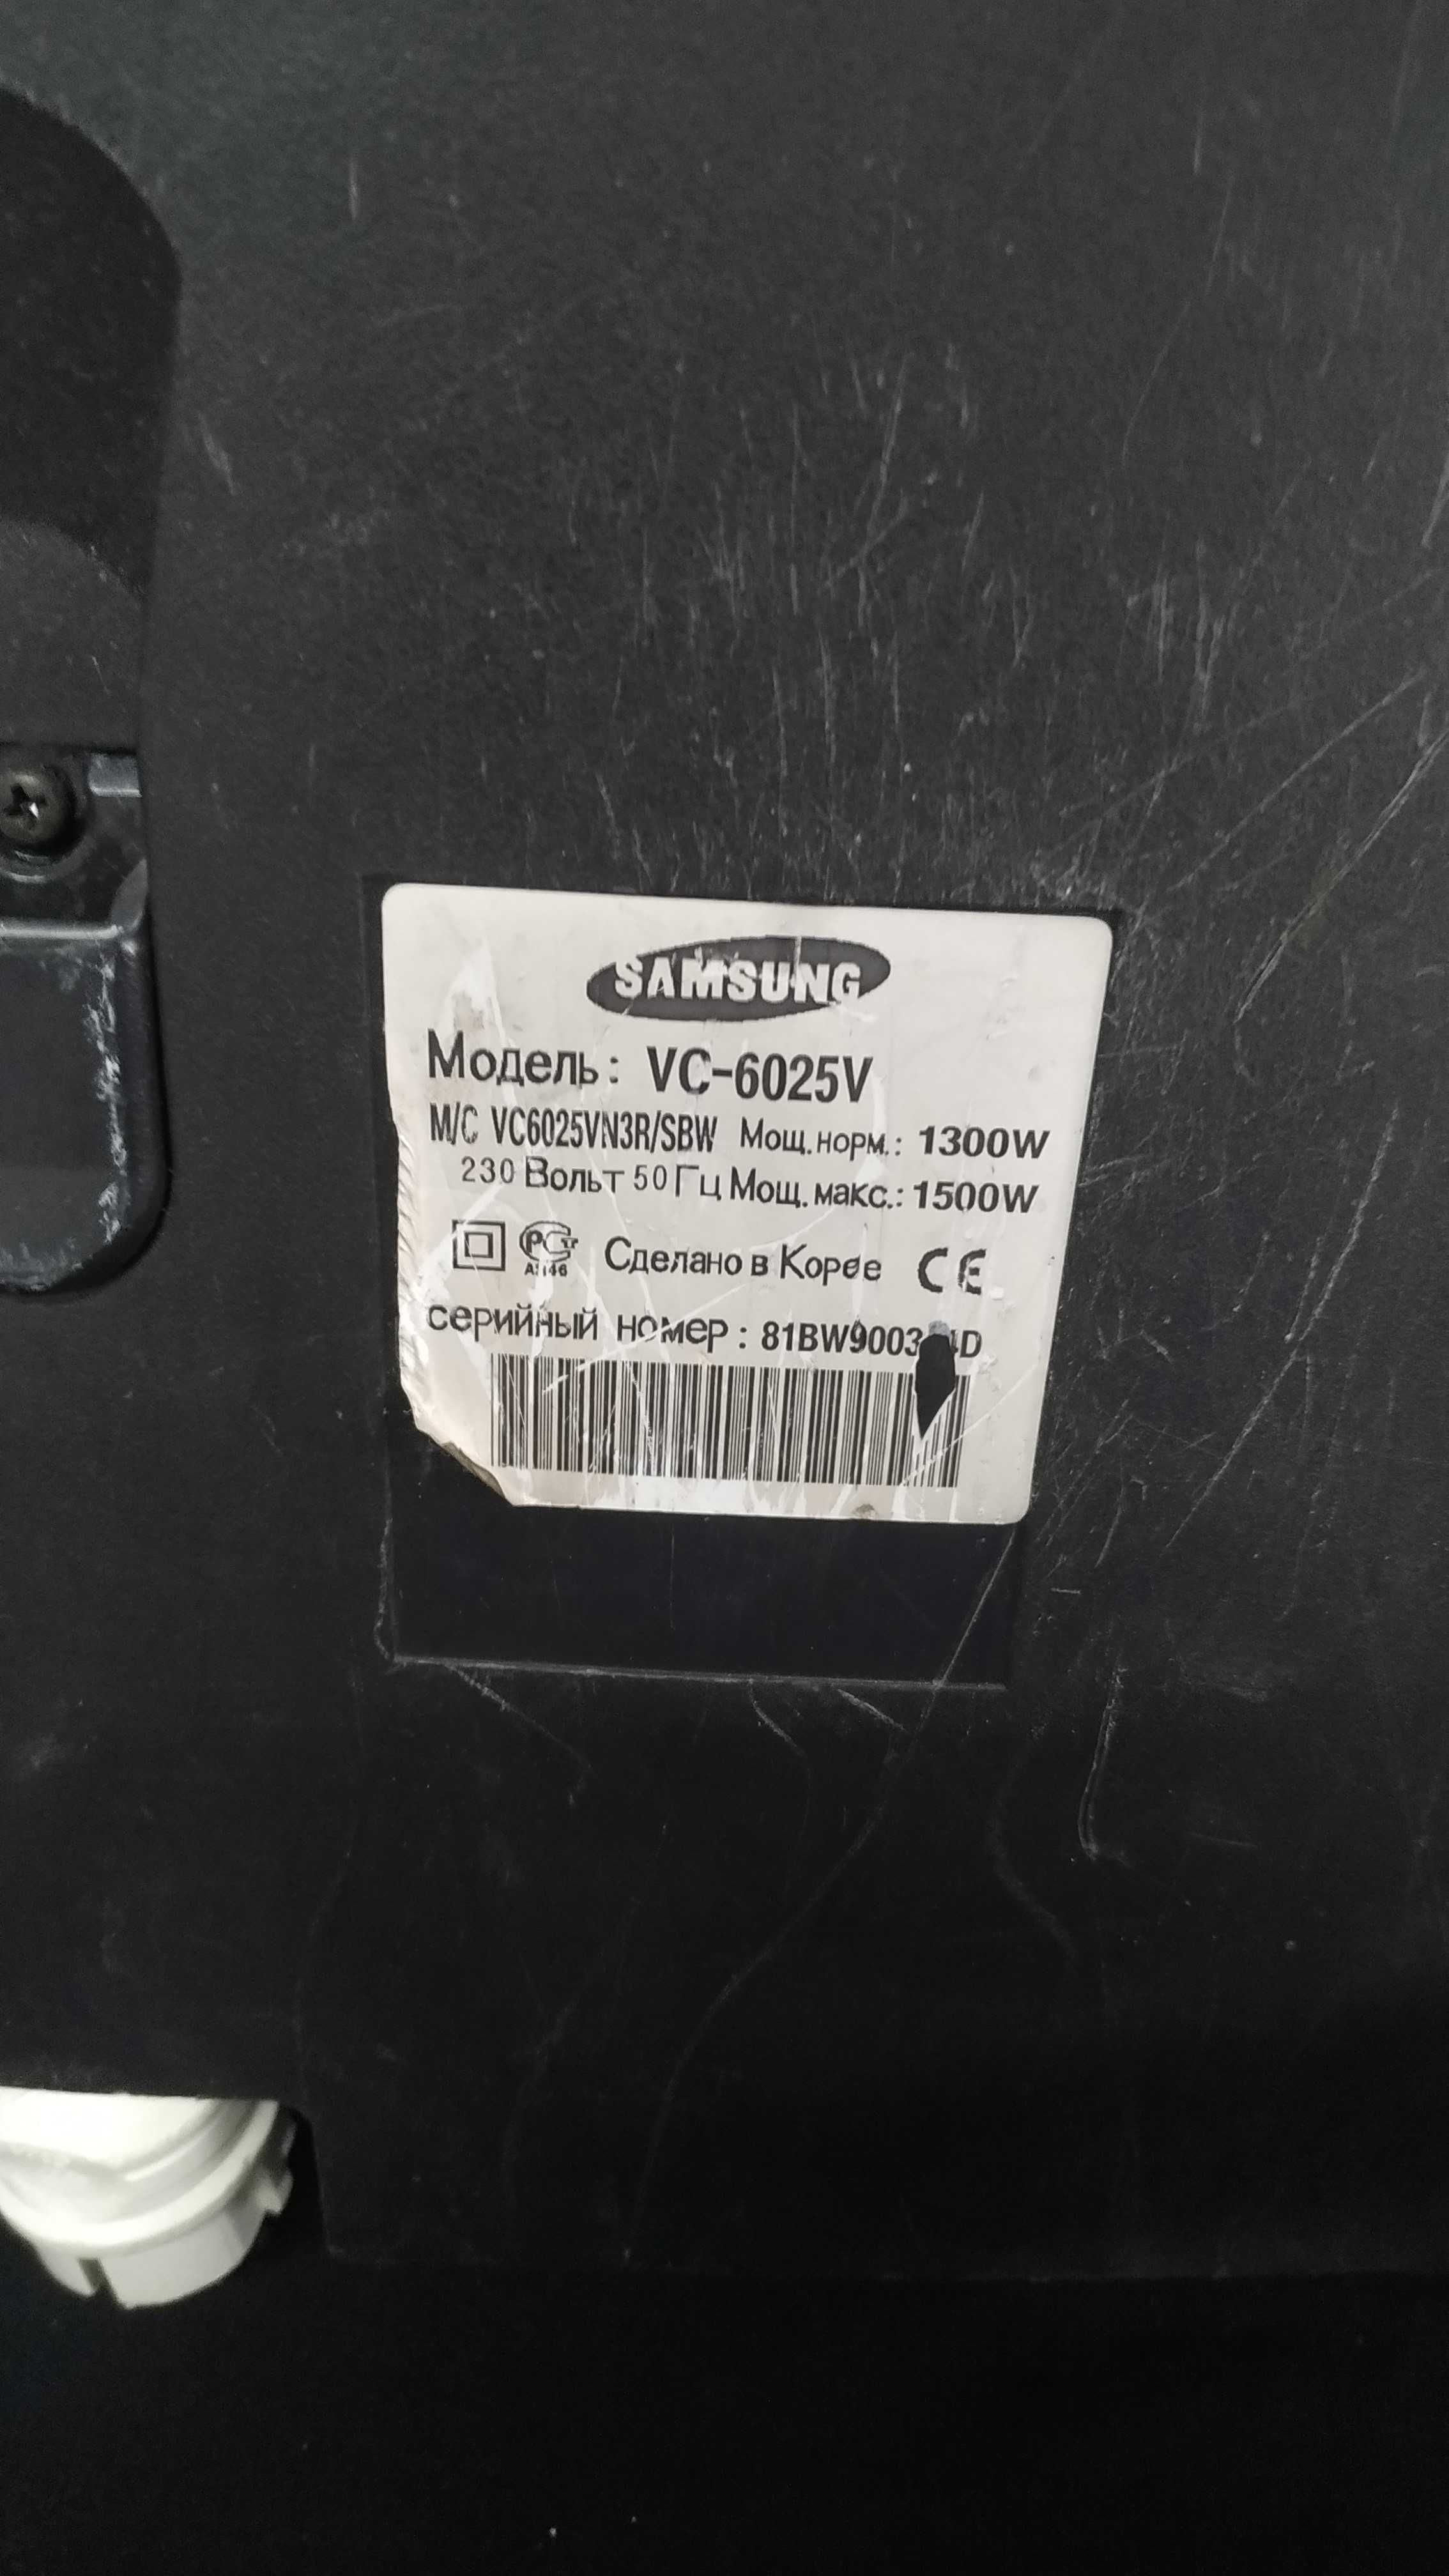 SAMSUNG
Модель: VC-6025V
M/C VC6025VN3R/SBW Мощ.норм.: 1300W
230 Вольт 50 Гц Мощ.макс.: 1500W
Сделано в Корее CE
серийный номер: